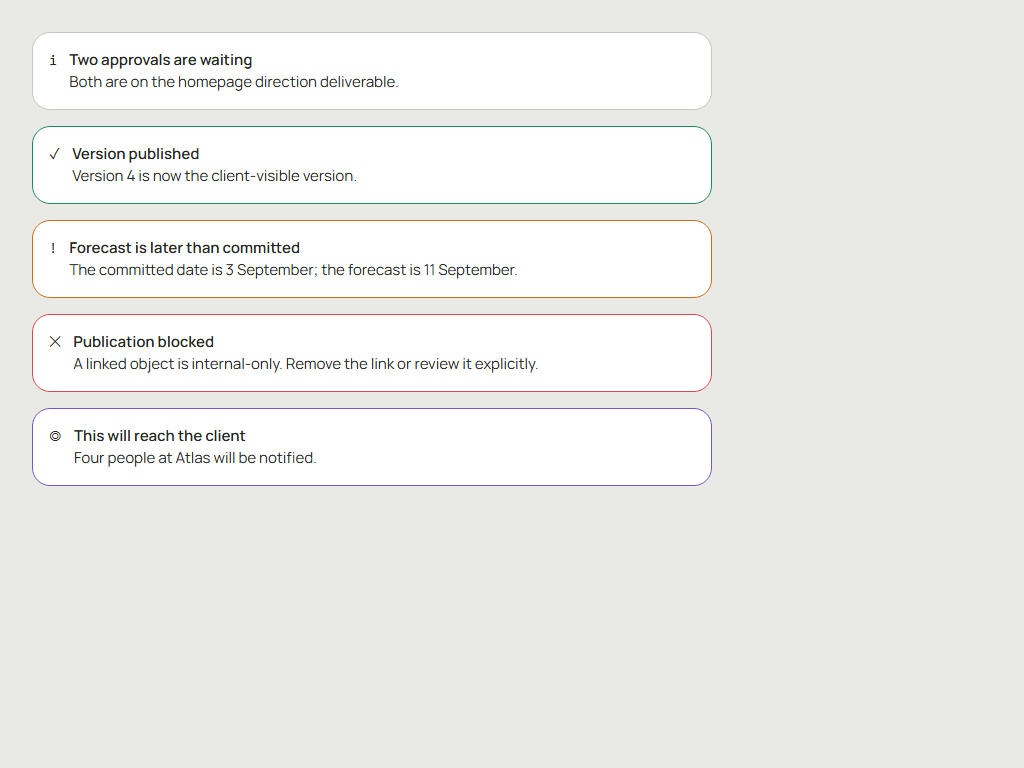 i Two approvals are waiting
Both are on the homepage direction deliverable.
✓ Version published
Version 4 is now the client-visible version.
! Forecast is later than committed
The committed date is 3 September; the forecast is 11 September.
╳ Publication blocked
A linked object is internal-only. Remove the link or review it explicitly.
◎ This will reach the client
Four people at Atlas will be notified.